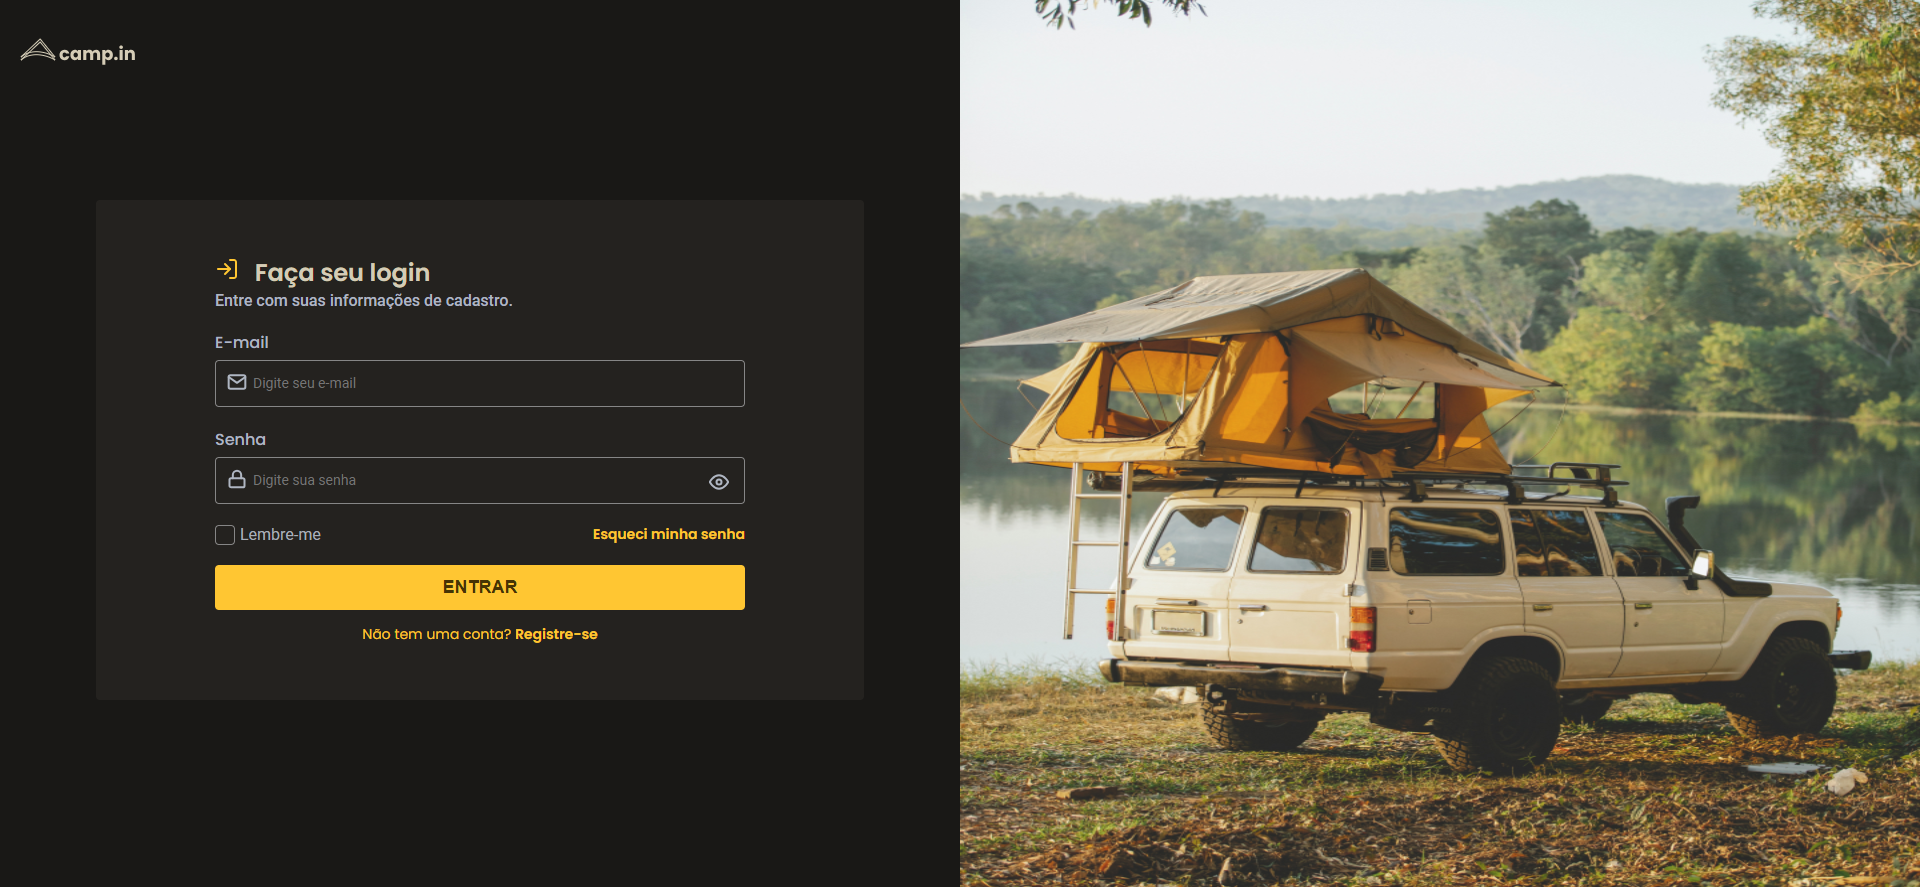 camp.in
Faça seu login
Entre com suas informações de cadastro.
E-mail
Digite seu e-mail
Senha
Digite sua senha
Lembre-me
Esqueci minha senha
ENTRAR
Não tem uma conta? Registre-se